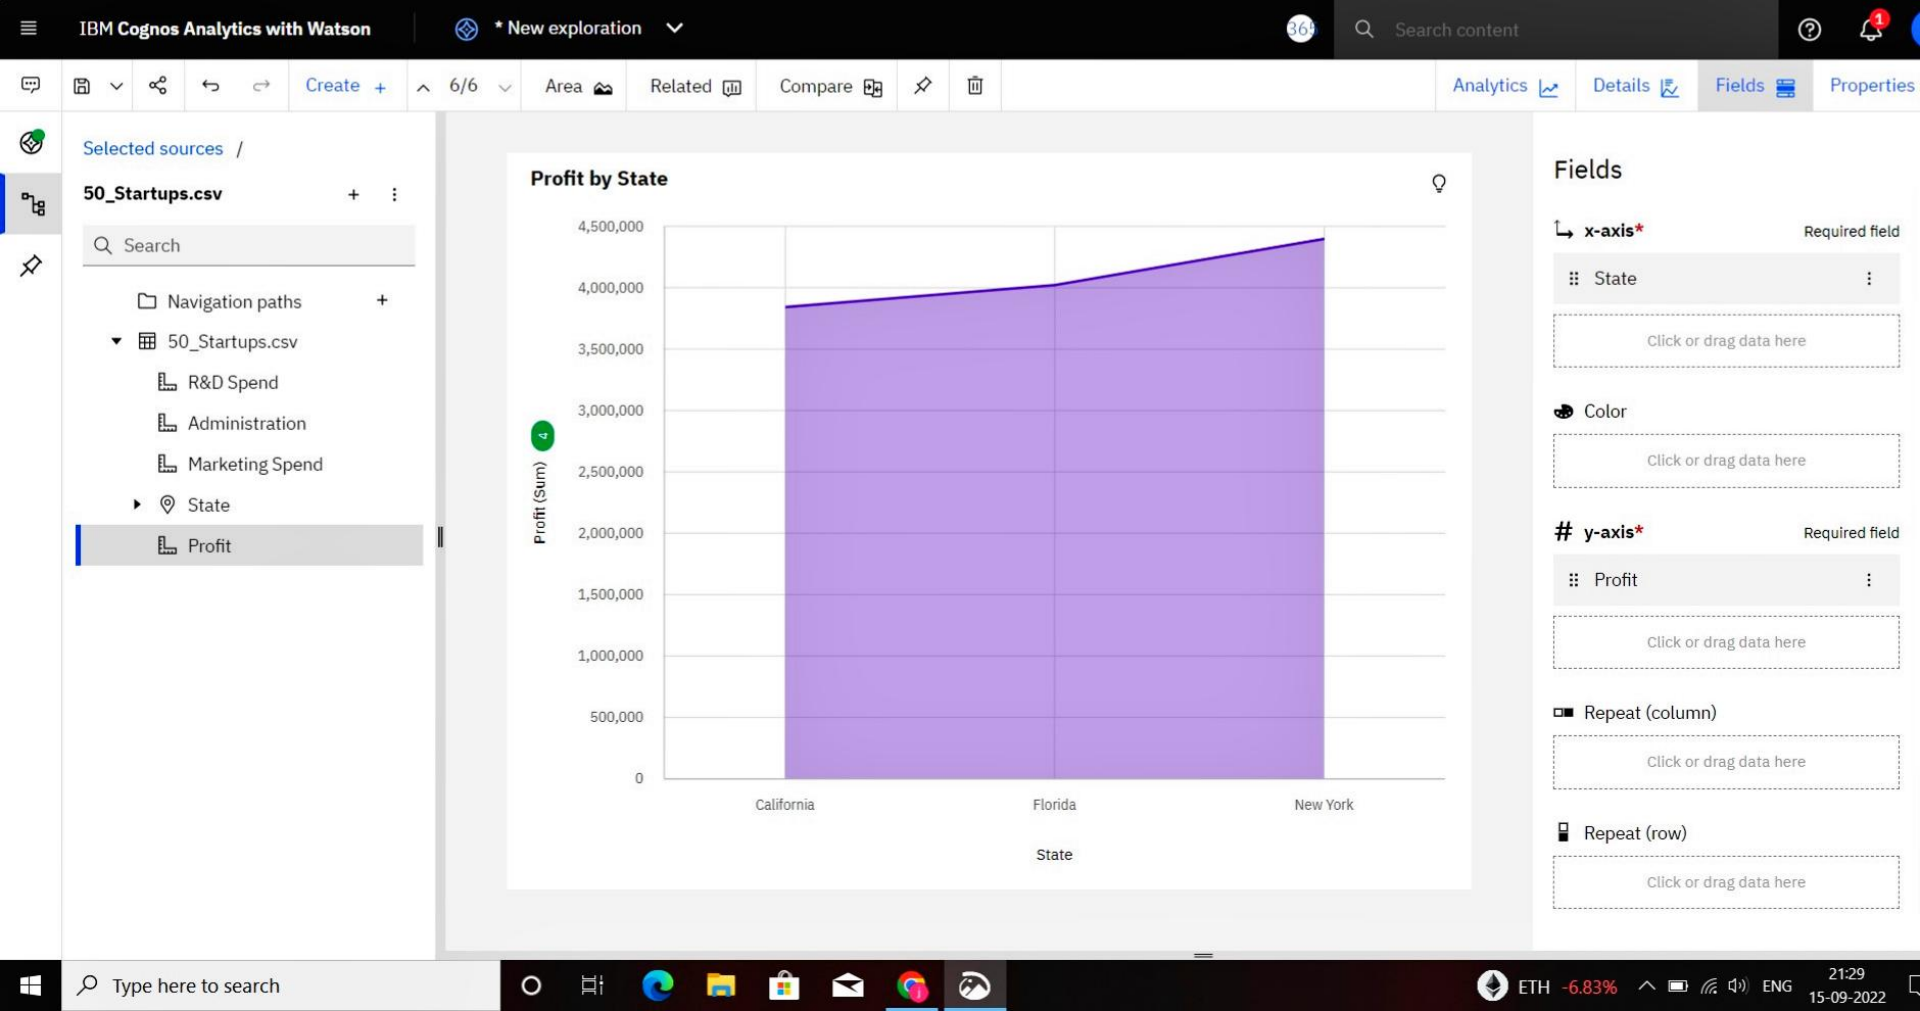 IBM Cognos Analytics with Watson
* New exploration
365
Search content
1
Create +
6/6
Area
Related
Compare
Analytics
Details
Fields
Properties
Selected sources /
50_Startups.csv
Search
Navigation paths
50_Startups.csv
R&D Spend
Administration
Marketing Spend
State
Profit
Profit by State
4,500,000
4,000,000
3,500,000
3,000,000
2,500,000
2,000,000
1,500,000
1,000,000
500,000
0
Profit (Sum)
4
California
Florida
New York
State
Fields
x-axis*
Required field
State
Click or drag data here
Color
Click or drag data here
# y-axis*
Required field
Profit
Click or drag data here
Repeat (column)
Click or drag data here
Repeat (row)
Click or drag data here
Type here to search
ETH -6.83%
ENG
21:29
15-09-2022